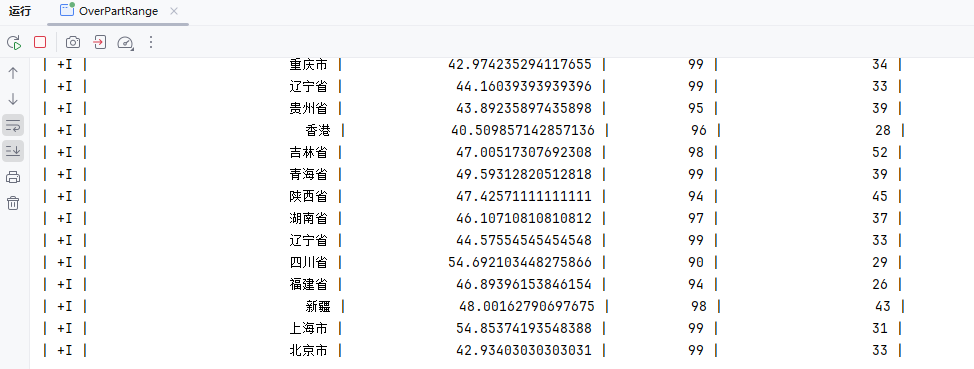 运行 OverPartRange
| +I | 重庆市 | 42.974235294117655 | 99 | 34 |
| +I | 辽宁省 | 44.16039393939396 | 99 | 33 |
| +I | 贵州省 | 43.89235897435898 | 95 | 39 |
| +I | 香港 | 40.509857142857136 | 96 | 28 |
| +I | 吉林省 | 47.00517307692308 | 98 | 52 |
| +I | 青海省 | 49.59312820512818 | 99 | 39 |
| +I | 陕西省 | 47.42571111111111 | 94 | 45 |
| +I | 湖南省 | 46.10710810810812 | 97 | 37 |
| +I | 辽宁省 | 44.57554545454548 | 99 | 33 |
| +I | 四川省 | 54.692103448275866 | 90 | 29 |
| +I | 福建省 | 46.89396153846154 | 94 | 26 |
| +I | 新疆 | 48.00162790697675 | 98 | 43 |
| +I | 上海市 | 54.85374193548388 | 99 | 31 |
| +I | 北京市 | 42.93403030303031 | 99 | 33 |